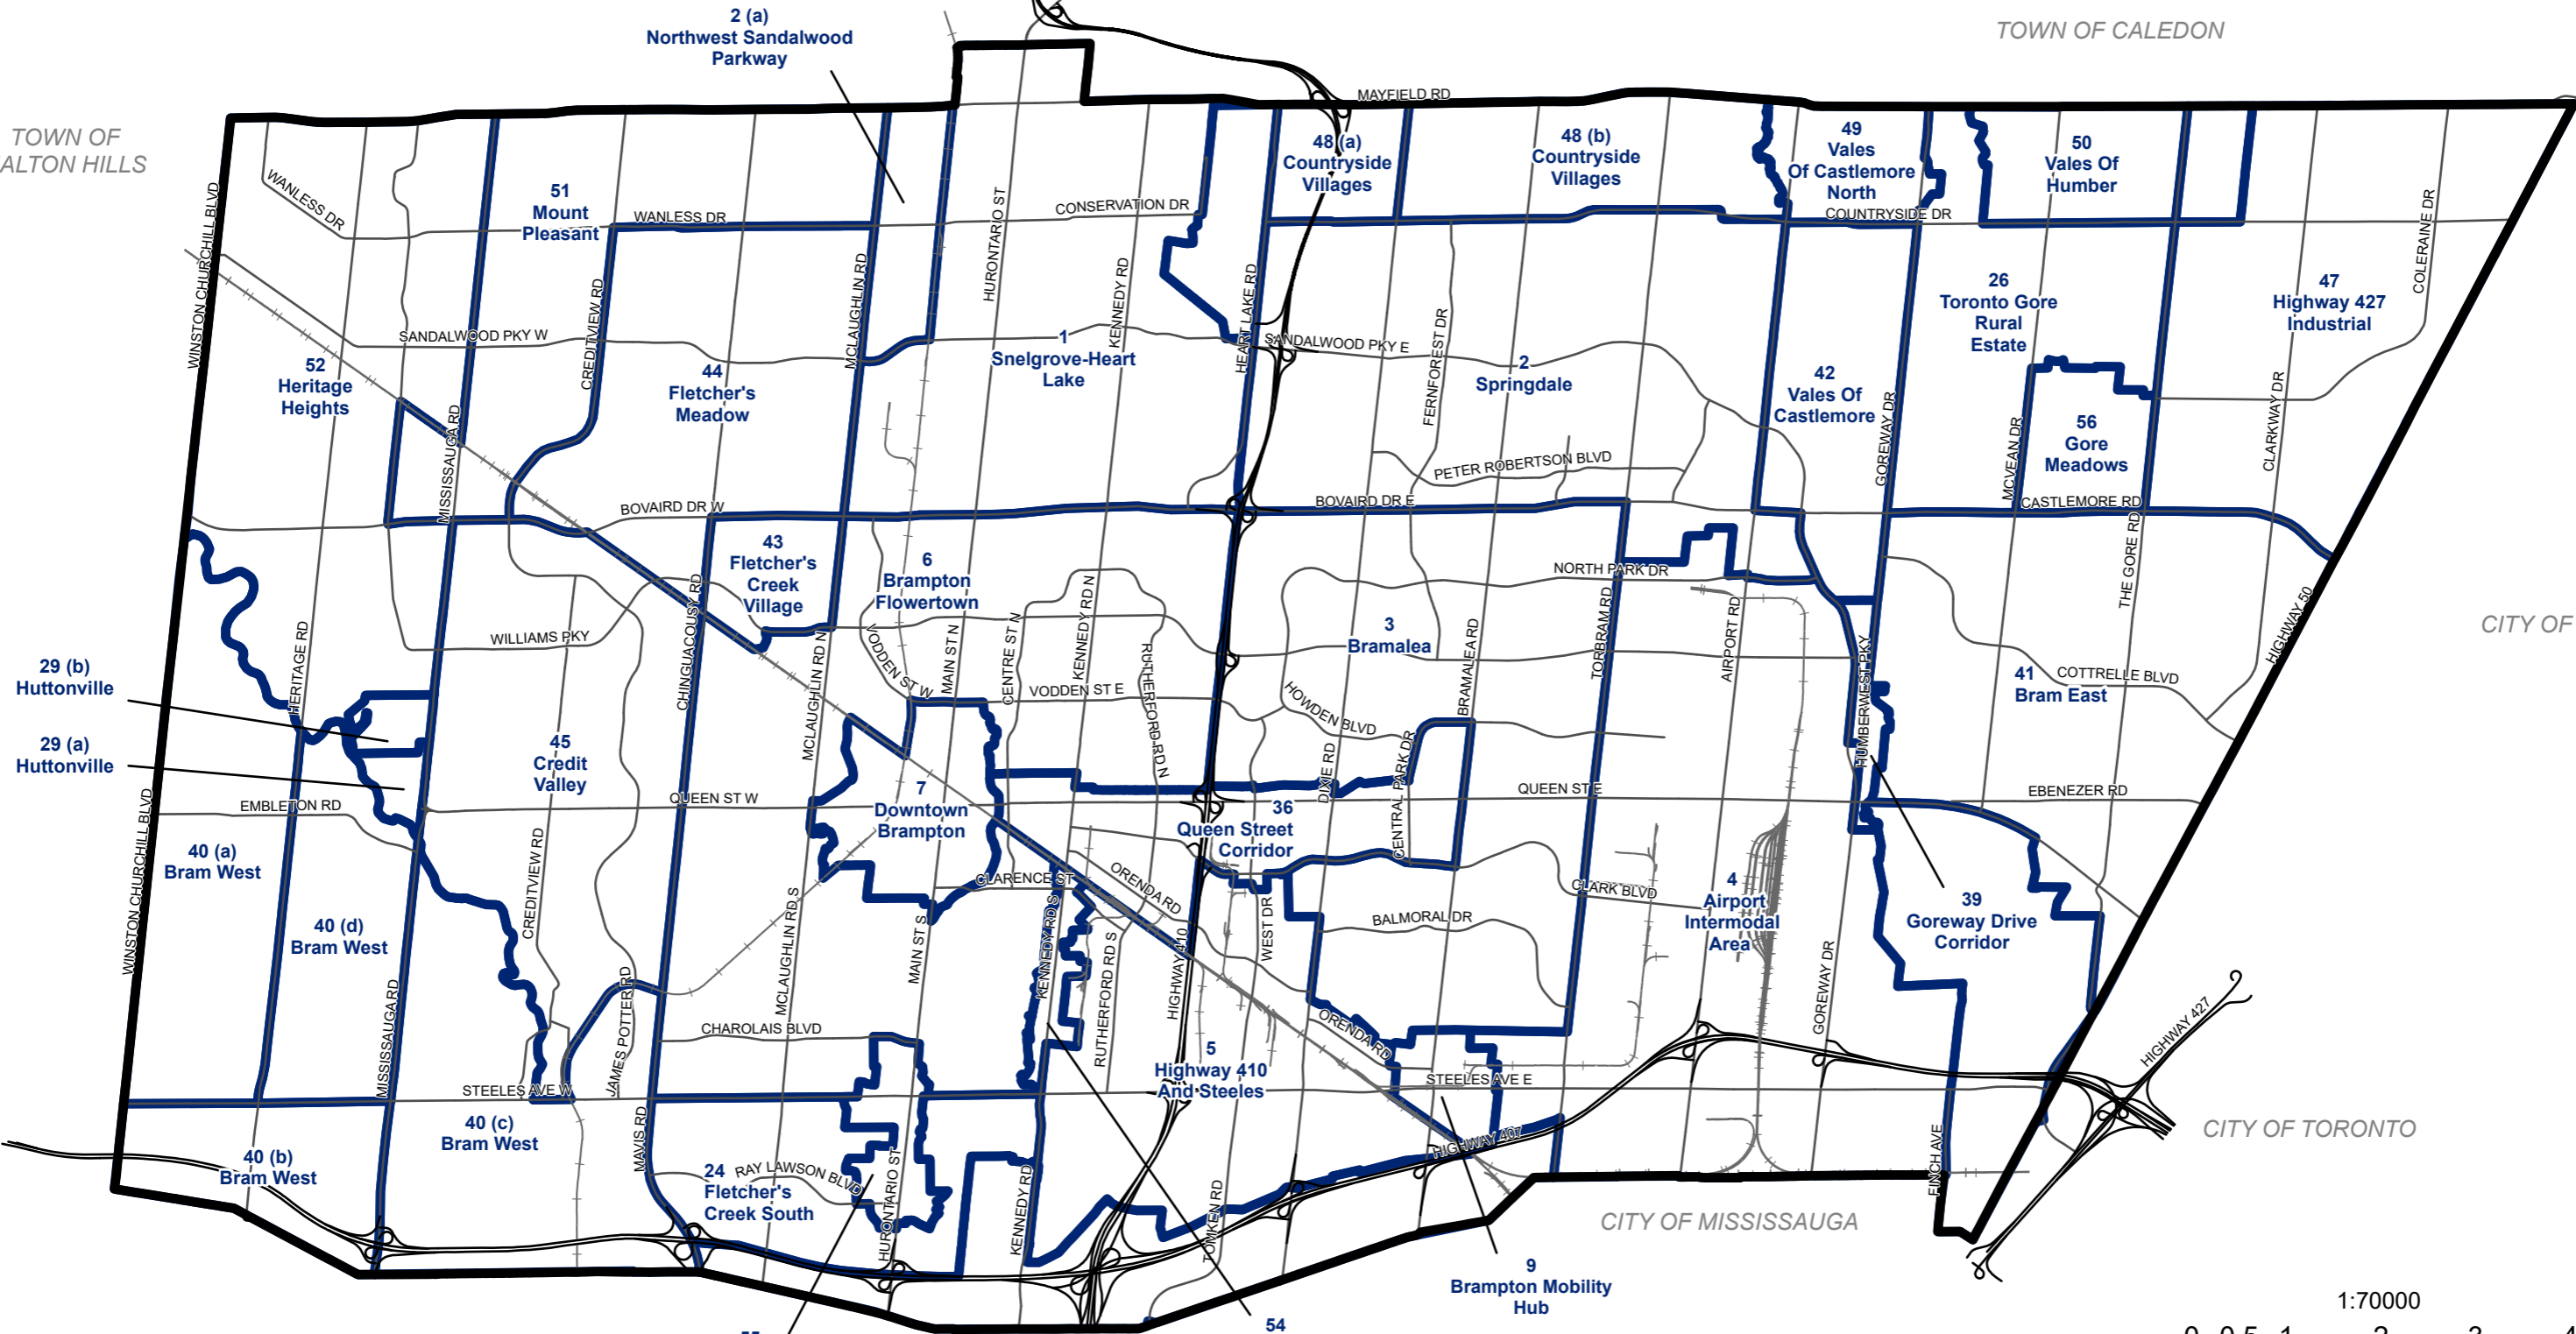 2 (a)
Northwest Sandalwood
Parkway
TOWN OF CALEDON
TOWN OF
ALTON HILLS
MAYFIELD RD
51
Mount
Pleasant
48 (a)
Countryside
Villages
48 (b)
Countryside
Villages
49
Vales
Of Castlemore
North
50
Vales Of
Humber
WANLESS DR
WANLESS DR
CONSERVATION DR
COUNTRYSIDE DR
WINSTON CHURCHILL BLVD
CREDITVIEW RD
MCLAUGHLIN RD
HURONTARIO ST
KENNEDY RD
HEART LAKE RD
COLERAINE DR
26
Toronto Gore
Rural
Estate
47
Highway 427
Industrial
SANDALWOOD PKY W
SANDALWOOD PKY E
FERNFOREST DR
52
Heritage
Heights
44
Fletcher's
Meadow
1
Snelgrove-Heart
Lake
2
Springdale
42
Vales Of
Castlemore
GOREWAY DR
MCVEAN DR
CLARKWAY DR
56
Gore
Meadows
MISSISSAUGA RD
PETER ROBERTSON BLVD
BOVAIRD DR W
BOVAIRD DR E
CASTLEMORE RD
THE GORE RD
43
Fletcher's
Creek
Village
6
Brampton
Flowertown
NORTH PARK DR
CHINGUACOUSY RD
WILLIAMS PKY
MCLAUGHLIN RD N
VODDEN ST W
MAIN ST N
CENTRE ST N
KENNEDY RD N
RUTHERFORD RD N
3
Bramalea
BRAMALEA RD
TORBRAM RD
AIRPORT RD
HUMBERWEST PKY
HIGHWAY 50
CITY OF
29 (b)
Huttonville
HERITAGE RD
VODDEN ST E
HOWDEN BLVD
41
Bram East
COTTRELLE BLVD
29 (a)
Huttonville
45
Credit
Valley
7
Downtown
Brampton
DIXIE RD
CENTRAL PARK DR
EMBLETON RD
QUEEN ST W
QUEEN ST E
EBENEZER RD
36
Queen Street
Corridor
WINSTON CHURCHILL BLVD
40 (a)
Bram West
CREDITVIEW RD
CLARENCE ST
ORENDA RD
CLARK BLVD
4
Airport
Intermodal
Area
39
Goreway Drive
Corridor
40 (d)
Bram West
MCLAUGHLIN RD S
MAIN ST S
KENNEDY RD S
RUTHERFORD RD S
HIGHWAY 410
WEST DR
BALMORAL DR
GOREWAY DR
MISSISSAUGA RD
JAMES POTTER RD
CHAROLAIS BLVD
ORENDA RD
HIGHWAY 427
5
Highway 410
And Steeles
STEELES AVE W
STEELES AVE E
40 (c)
Bram West
MAVIS RD
HIGHWAY 407
FINCH AVE
CITY OF TORONTO
40 (b)
Bram West
24
Fletcher's
Creek South
RAY LAWSON BLVD
HURONTARIO ST
KENNEDY RD
TOMKEN RD
CITY OF MISSISSAUGA
9
Brampton Mobility
Hub
1:70000
54
0 0.5 1 2 3 4